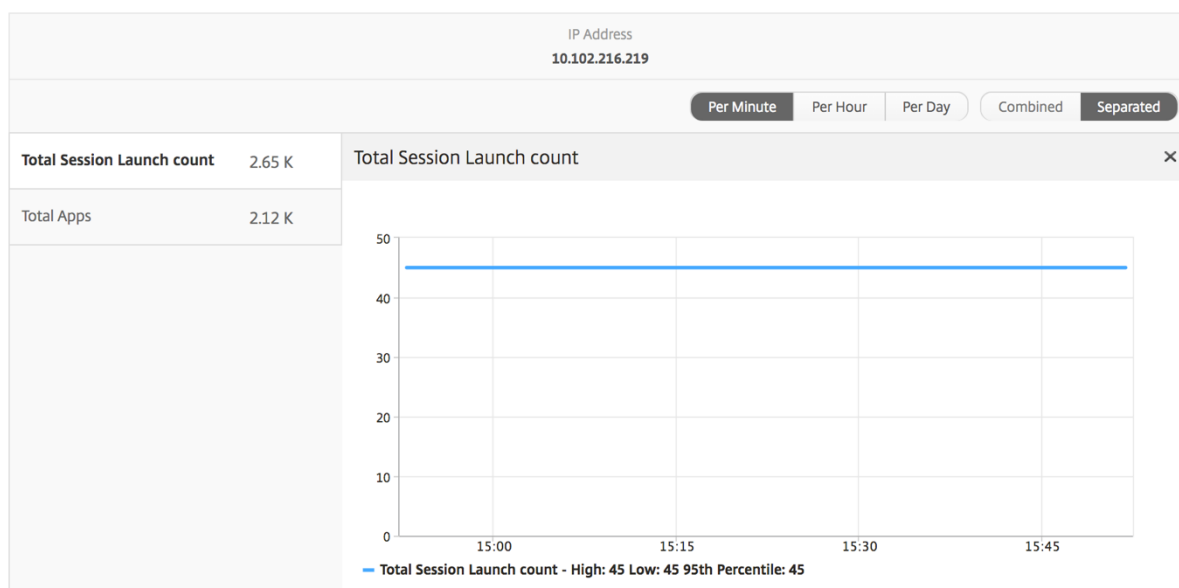 IP Address
10.102.216.219
Per Minute Per Hour Per Day Combined Separated
Total Session Launch count 2.65 K
Total Apps 2.12 K
Total Session Launch count ×
50
40
30
20
10
0
15:00 15:15 15:30 15:45
Total Session Launch count - High: 45 Low: 45 95th Percentile: 45